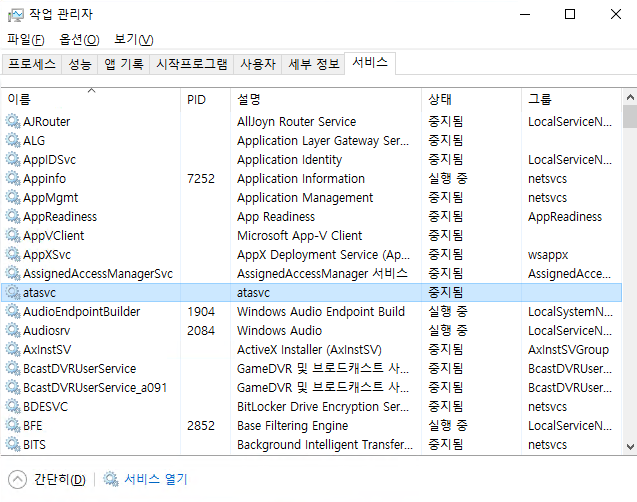 작업 관리자
파일(F) 옵션(O) 보기(V)
프로세스 성능 앱 기록 시작프로그램 사용자 세부 정보 서비스
이름 PID 설명 상태 그룹
AJRouter AllJoyn Router Service 중지됨 LocalServiceN...
ALG Application Layer Gateway Ser... 중지됨
AppIDSvc Application Identity 중지됨 LocalServiceN...
Appinfo 7252 Application Information 실행 중 netsvcs
AppMgmt Application Management 중지됨 netsvcs
AppReadiness App Readiness 중지됨 AppReadiness
AppVClient Microsoft App-V Client 중지됨
AppXSvc AppX Deployment Service (Ap... 중지됨 wsappx
AssignedAccessManagerSvc AssignedAccessManager 서비스 중지됨 AssignedAcce...
atasvc atasvc 중지됨
AudioEndpointBuilder 1904 Windows Audio Endpoint Build 실행 중 LocalSystemN...
Audiosrv 2084 Windows Audio 실행 중 LocalServiceN...
AxInstSV ActiveX Installer (AxInstSV) 중지됨 AxInstSVGroup
BcastDVRUserService GameDVR 및 브로드캐스트 사... 중지됨 BcastDVRUser...
BcastDVRUserService_a091 GameDVR 및 브로드캐스트 사... 중지됨 BcastDVRUser...
BDESVC BitLocker Drive Encryption Ser... 중지됨 netsvcs
BFE 2852 Base Filtering Engine 실행 중 LocalServiceN...
BITS Background Intelligent Transfer... 중지됨 netsvcs
간단히(D) 서비스 열기